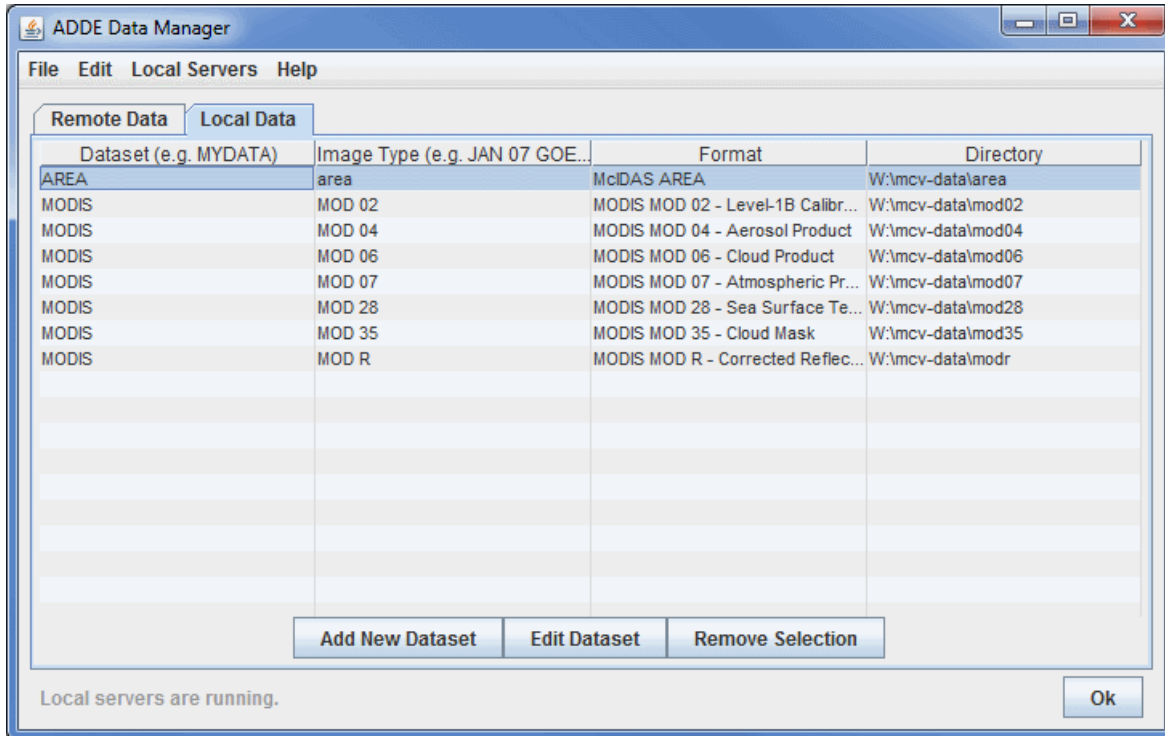 ADDE Data Manager
File Edit Local Servers Help
Remote Data Local Data
Dataset (e.g. MYDATA) Image Type (e.g. JAN 07 GOE... Format Directory
AREA area McIDAS AREA W:\mcv-data\area
MODIS MOD 02 MODIS MOD 02 - Level-1B Calibr... W:\mcv-data\mod02
MODIS MOD 04 MODIS MOD 04 - Aerosol Product W:\mcv-data\mod04
MODIS MOD 06 MODIS MOD 06 - Cloud Product W:\mcv-data\mod06
MODIS MOD 07 MODIS MOD 07 - Atmospheric Pr... W:\mcv-data\mod07
MODIS MOD 28 MODIS MOD 28 - Sea Surface Te... W:\mcv-data\mod28
MODIS MOD 35 MODIS MOD 35 - Cloud Mask W:\mcv-data\mod35
MODIS MOD R MODIS MOD R - Corrected Reflec... W:\mcv-data\modr
Add New Dataset Edit Dataset Remove Selection
Local servers are running. Ok